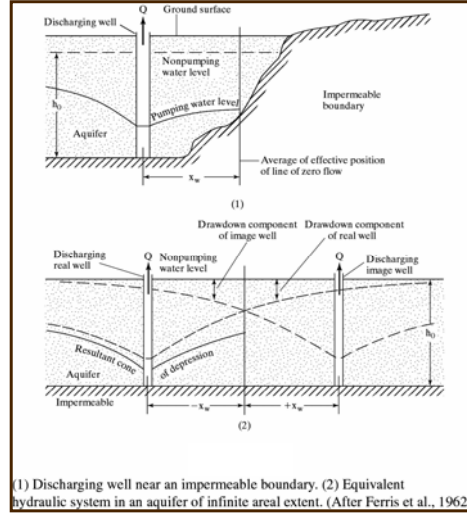 Discharging well
Q
Ground surface
Nonpumping
water level
h₀
Pumping water level
Impermeable
boundary
Aquifer
Average of effective position
of line of zero flow
xw
(1)
Drawdown component
of image well
Drawdown component
of real well
Discharging
real well
Q
Nonpumping
water level
Q
Discharging
image well
h₀
Resultant cone
of depression
Aquifer
Impermeable
−xw
+xw
(2)
(1) Discharging well near an impermeable boundary. (2) Equivalent
hydraulic system in an aquifer of infinite areal extent. (After Ferris et al., 1962